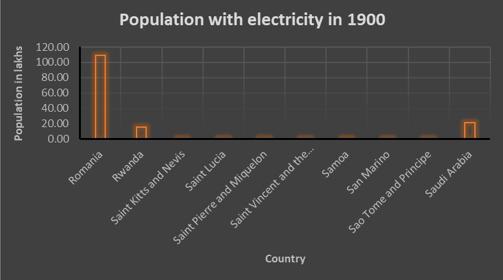 Population with electricity in 1900
Population in lakhs
120.00
100.00
80.00
60.00
40.00
20.00
0.00
Romania
Rwanda
Saint Kitts and Nevis
Saint Lucia
Saint Pierre and Miquelon
Saint Vincent and the...
Samoa
San Marino
Sao Tome and Principe
Saudi Arabia
Country